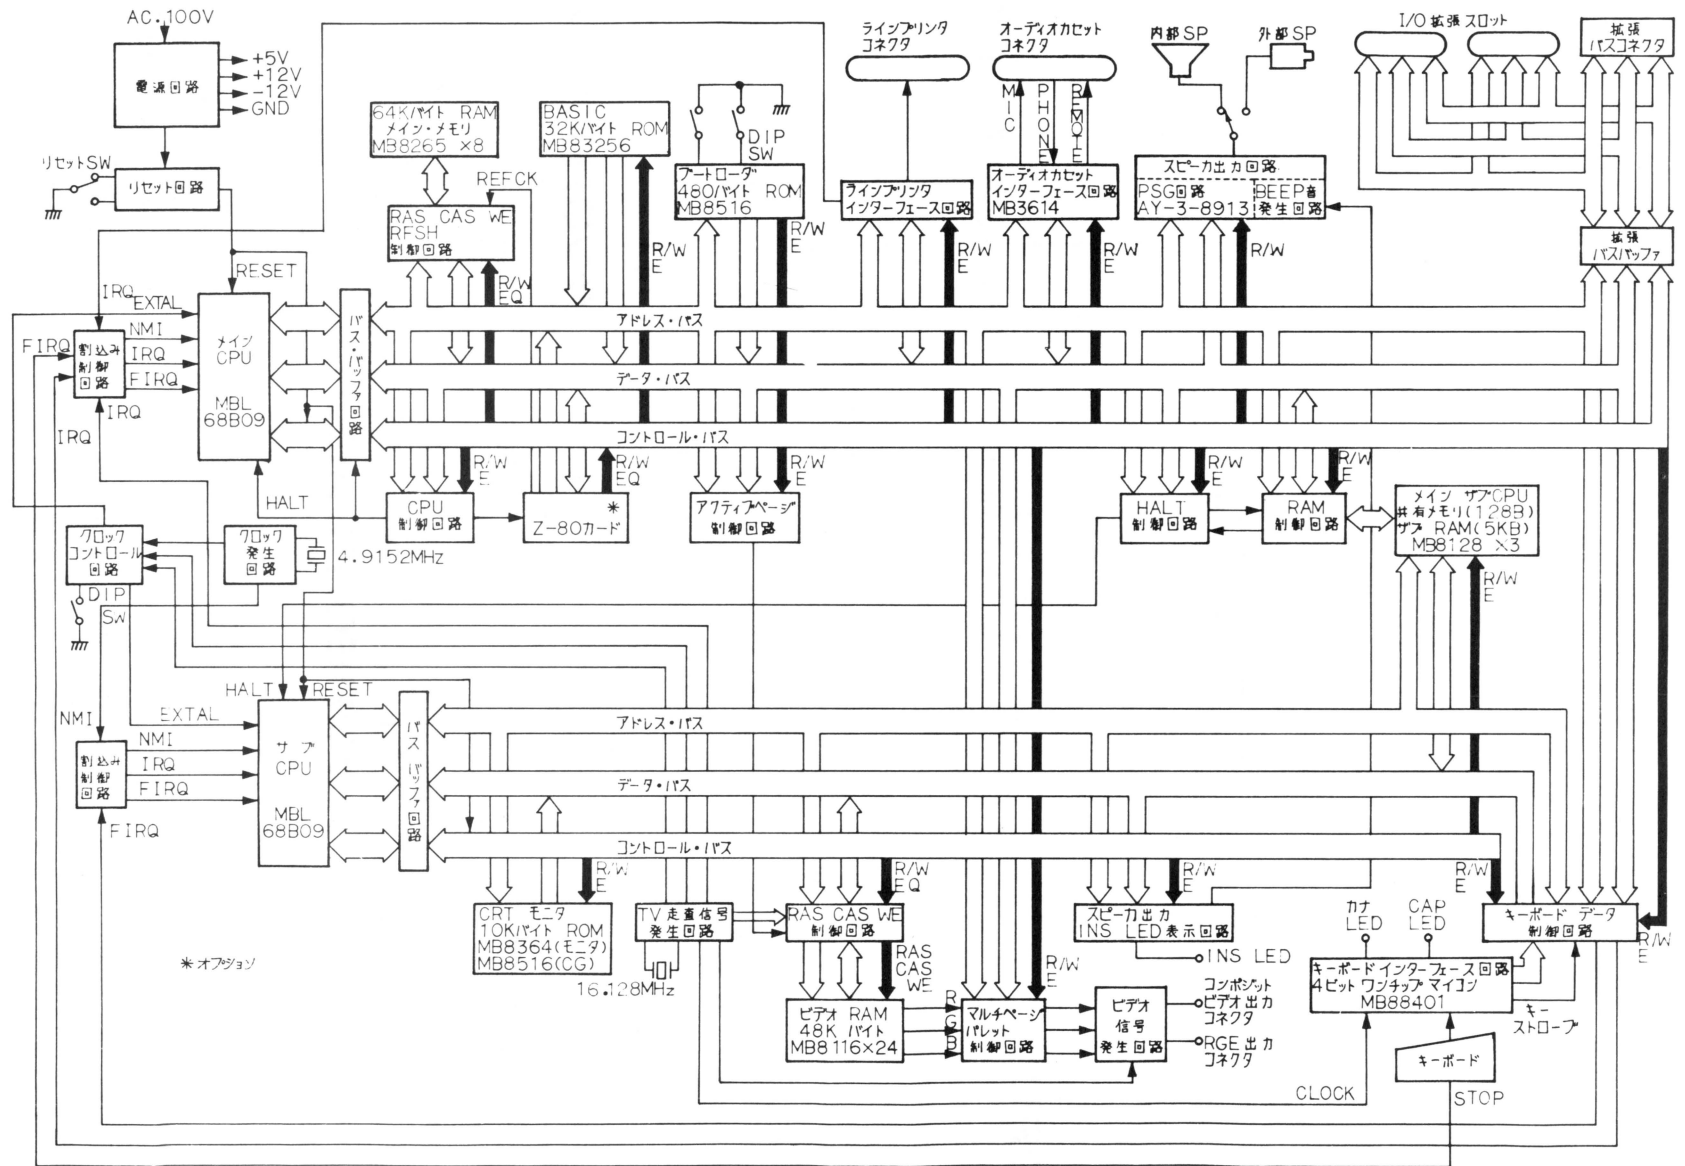 AC.100V
電源回路
+5V
+12V
-12V
GND
リセットSW
リセット回路
64Kバイト RAM
メイン・メモリ
MB8265 ×8
BASIC
32Kバイト ROM
MB83256
DIP
SW
ブートローダ
480バイト ROM
MB8516
REFCK
RAS CAS WE
RFSH
制御回路
R/W
EQ
R/W
E
R/W
E
ラインプリンタ
コネクタ
オーディオカセット
コネクタ
MIC
PHONE
REMOTE
ラインプリンタ
インターフェース回路
オーディオカセット
インターフェース回路
MB3614
R/W
E
R/W
E
内部SP
外部SP
スピーカ出力回路
PSG回路
AY-3-8913
BEEP音
発生回路
R/W
E
I/O拡張スロット
拡張
バスコネクタ
拡張
バスバッファ
RESET
IRQ
EXTAL
FIRQ
割込み
制御
回路
NMI
IRQ
FIRQ
IRQ
IRQ
メイン
CPU
MBL
68B09
バス・バッファ回路
アドレス・バス
データ・バス
コントロール・バス
HALT
CPU
制御回路
R/W
E
*
Z-80カード
R/W
EQ
アクティブページ
制御回路
R/W
E
HALT
制御回路
R/W
E
RAM
制御回路
R/W
E
メイン サブCPU
共有メモリ(128B)
サブ RAM(5KB)
MB8128 ×3
R/W
E
クロック
コントロール
回路
クロック
発生
回路
4.9152MHz
DIP
SW
HALT
RESET
NMI
EXTAL
割込み
制御
回路
NMI
IRQ
FIRQ
FIRQ
サブ
CPU
MBL
68B09
バス バッファ回路
アドレス・バス
データ・バス
コントロール・バス
R/W
E
R/W
EQ
R/W
E
R/W
E
CRT モニタ
10Kバイト ROM
MB8364(モニタ)
MB8516(CG)
TV走査信号
発生回路
16.128MHz
RAS CAS WE
制御回路
RAS
CAS
WE
スピーカ出力
INS LED表示回路
INS LED
カナ
LED
CAP
LED
キーボード データ
制御回路
R/W
E
*オプション
ビデオ RAM
48K バイト
MB8116×24
R
G
B
R/W
E
マルチページ
パレット
制御回路
ビデオ
信号
発生回路
コンポジット
ビデオ出力
コネクタ
RGE出力
コネクタ
キーボードインターフェース回路
4ビット ワンチップマイコン
MB88401
キー
ストローブ
キーボード
CLOCK
STOP